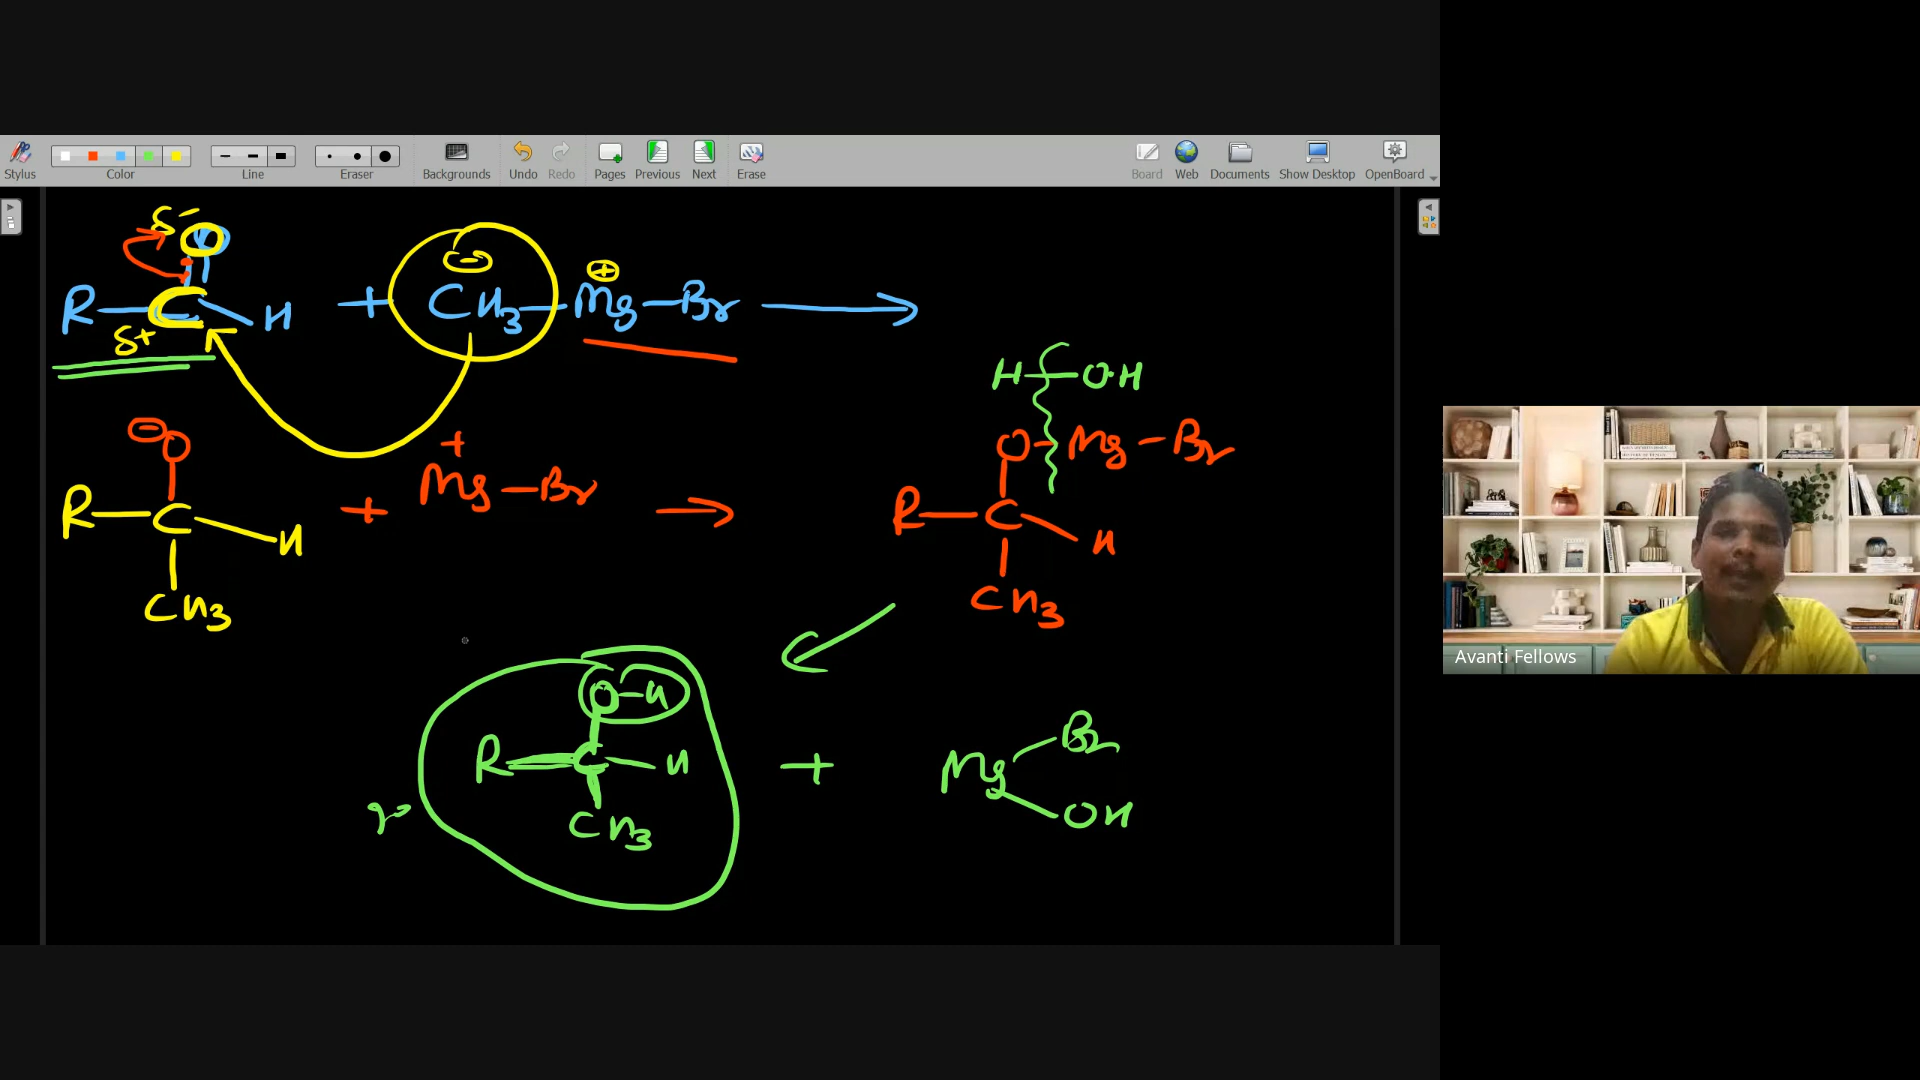 Stylus Color Line Eraser Backgrounds Undo Redo Pages Previous Next Erase Board Web Documents Show Desktop OpenBoard
δ-
O
⊖ ⊕
R-C-H + CH3-Mg-Br →
δ+
H-OH
⊖O + O-Mg-Br
R-C-H + Mg-Br → R-C-H
CH3 CH3
O-H
R-C-H + Mg-Br
CH3 OH
Avanti Fellows